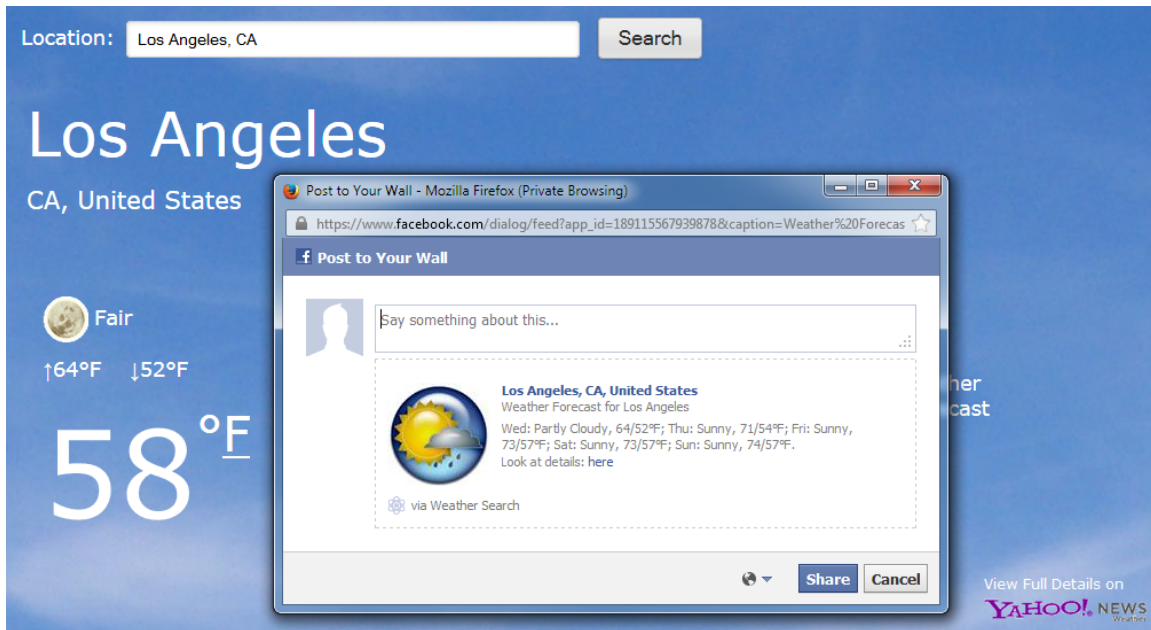 Location: Los Angeles, CA Search
Los Angeles
CA, United States
Fair
↑64°F ↓52°F
58°F
Post to Your Wall - Mozilla Firefox (Private Browsing)
https://www.facebook.com/dialog/feed?app_id=189115567939878&caption=Weather%20Forecas
f Post to Your Wall
Say something about this...
Los Angeles, CA, United States
Weather Forecast for Los Angeles
Wed: Partly Cloudy, 64/52°F; Thu: Sunny, 71/54°F; Fri: Sunny,
73/57°F; Sat: Sunny, 73/57°F; Sun: Sunny, 74/57°F.
Look at details: here
via Weather Search
Share Cancel
her
cast
View Full Details on
YAHOO! NEWS
Weather